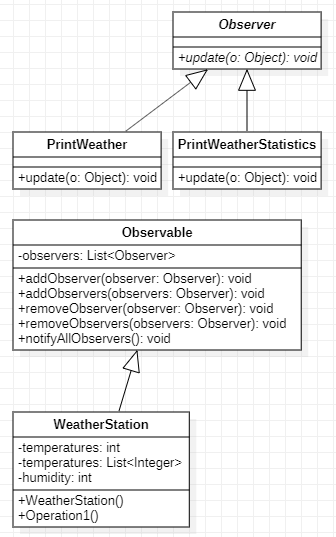 Observer
+update(o: Object): void
PrintWeather
+update(o: Object): void
PrintWeatherStatistics
+update(o: Object): void
Observable
-observers: List<Observer>
+addObserver(observer: Observer): void
+addObservers(observers: Observer): void
+removeObserver(observer: Observer): void
+removeObservers(observers: Observer): void
+notifyAllObservers(): void
WeatherStation
-temperatures: int
-temperatures: List<Integer>
-humidity: int
+WeatherStation()
+Operation1()